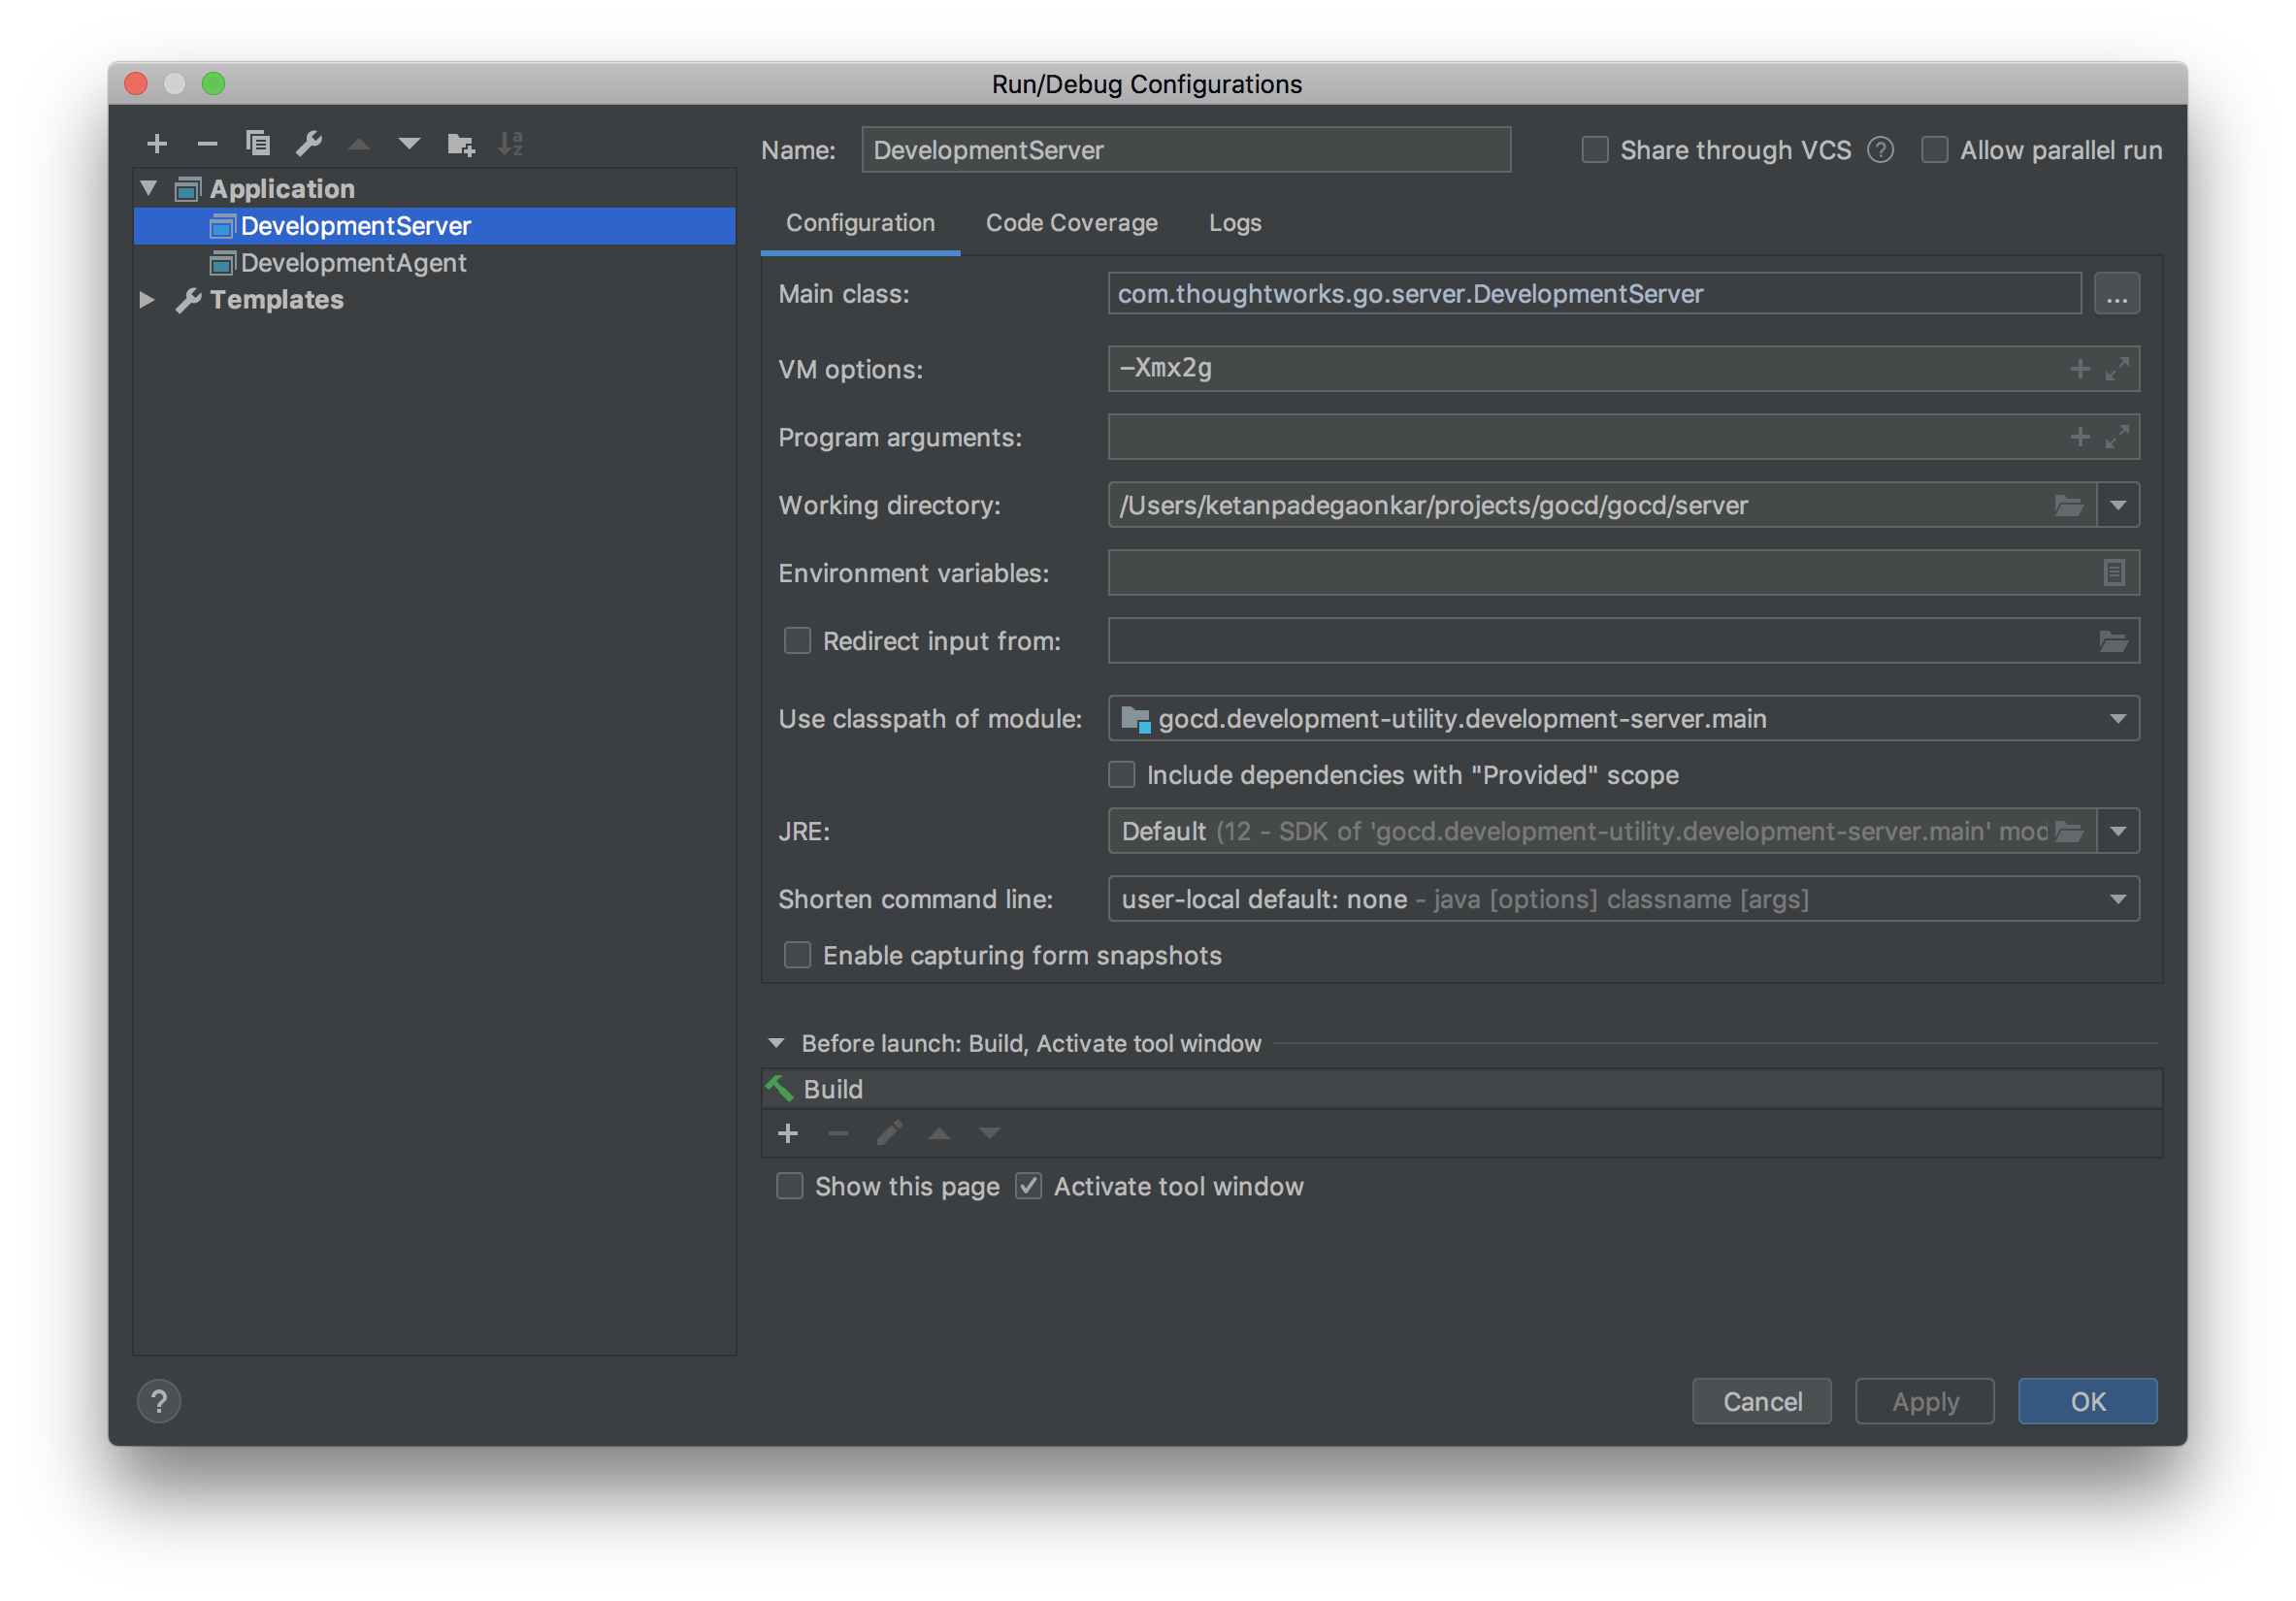 Run/Debug Configurations
Name: DevelopmentServer Share through VCS ? Allow parallel run
Application
DevelopmentServer
DevelopmentAgent
Templates
Configuration Code Coverage Logs
Main class: com.thoughtworks.go.server.DevelopmentServer ...
VM options: -Xmx2g
Program arguments:
Working directory: /Users/ketanpadegaonkar/projects/gocd/gocd/server
Environment variables:
Redirect input from:
Use classpath of module: gocd.development-utility.development-server.main
Include dependencies with "Provided" scope
JRE: Default (12 - SDK of 'gocd.development-utility.development-server.main' mod
Shorten command line: user-local default: none - java [options] classname [args]
Enable capturing form snapshots
Before launch: Build, Activate tool window
Build
Show this page Activate tool window
? Cancel Apply OK